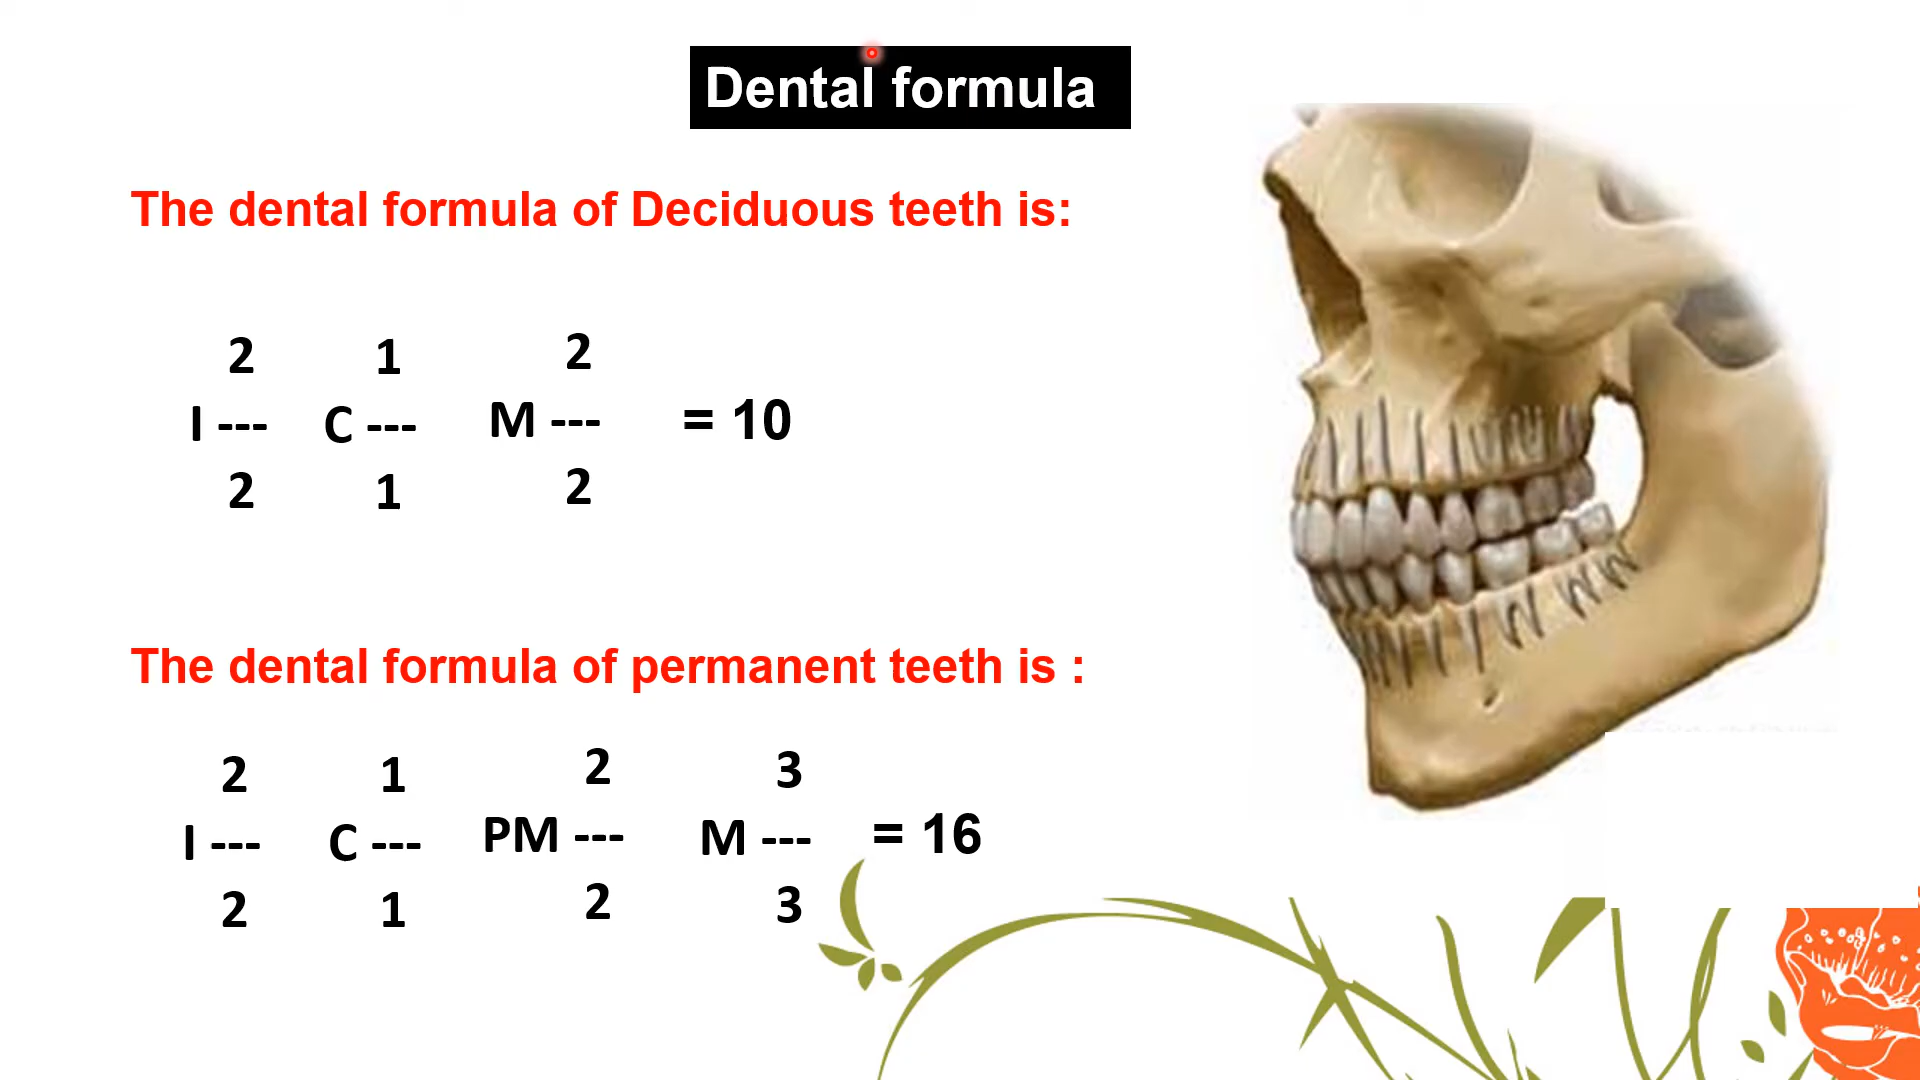 Dental formula
The dental formula of Deciduous teeth is:
2 1 2
I --- C --- M --- = 10
2 1 2
The dental formula of permanent teeth is :
2 1 2 3
I --- C --- PM --- M --- = 16
2 1 2 3